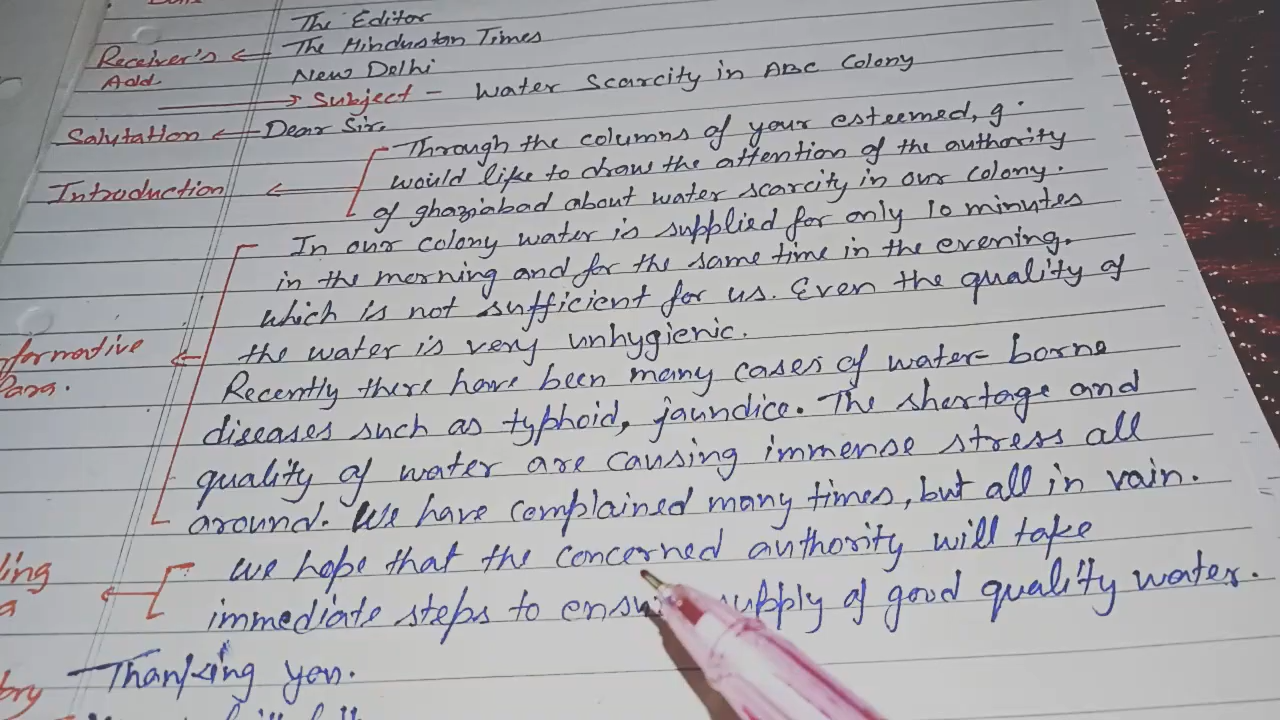 The Editor
Receiver's The Hindustan Times
Add. New Delhi
Subject - Water Scarcity in ABC Colony
Salutation Dear Sir,
Through the columns of your esteemed, I
Introduction would like to draw the attention of the authority
of ghaziabad about water scarcity in our colony.
In our colony water is supplied for only 10 minutes
in the morning and for the same time in the evening.
which is not sufficient for us. Even the quality of
formative the water is very unhygienic.
Para. Recently there have been many cases of water-borne
diseases such as typhoid, jaundice. The shortage and
quality of water are causing immense stress all
around. We have complained many times, but all in vain.
ling We hope that the concerned authority will take
a immediate steps to ensu supply of good quality water.
Thanking you.
ory